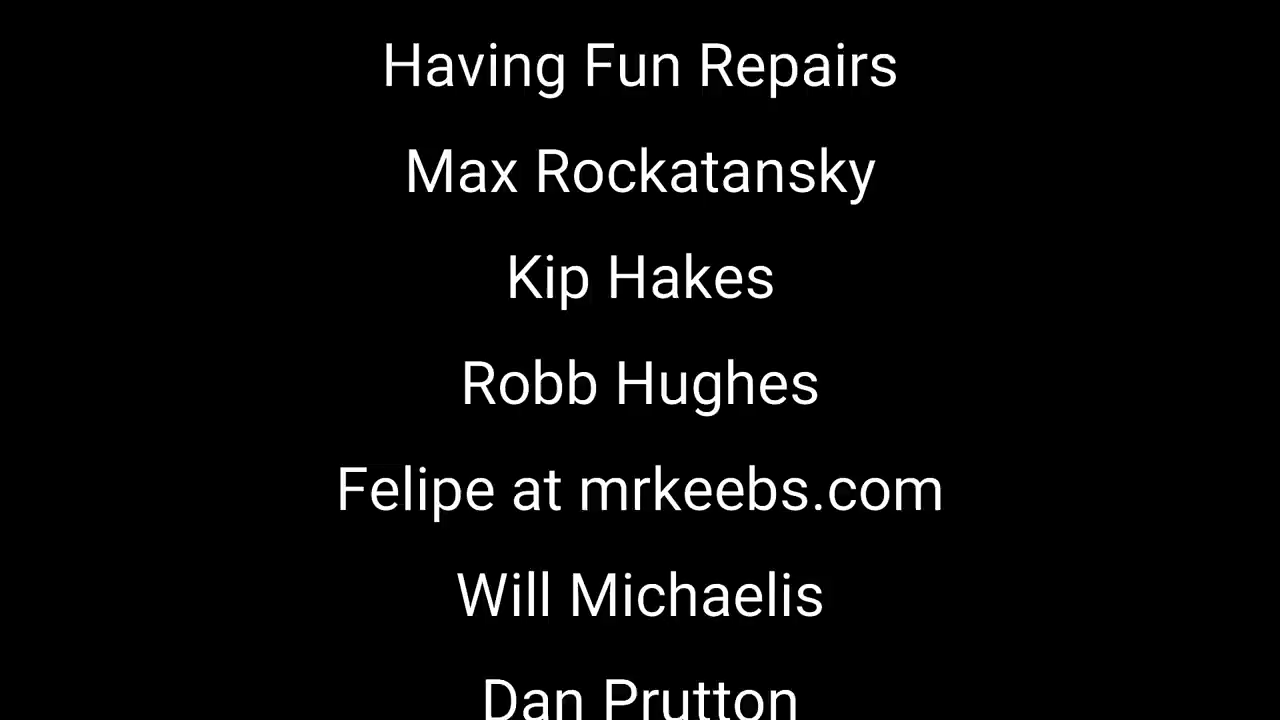 Having Fun Repairs
Max Rockatansky
Kip Hakes
Robb Hughes
Felipe at mrkeebs.com
Will Michaelis
Dan Prutton